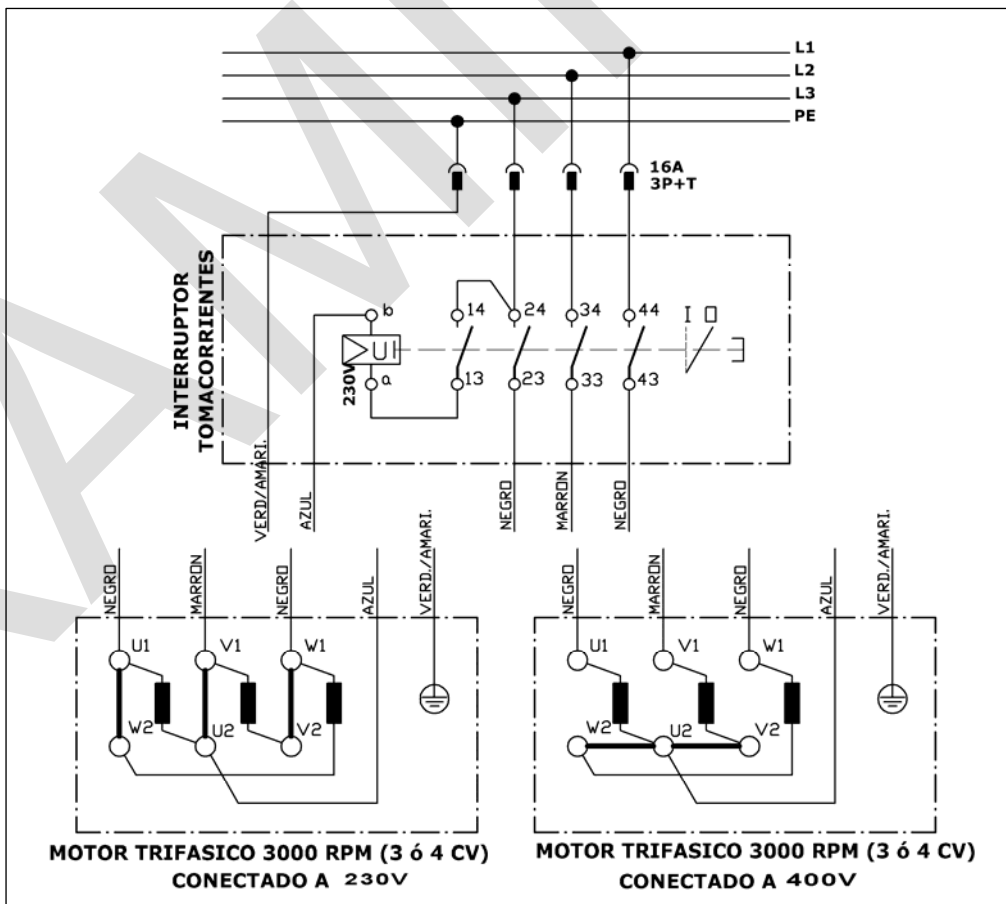 L1
L2
L3
PE
16A
3P+T
INTERRUPTOR
TOMACORRIENTES
230V
b
U<
a
14
24
34
44
I O
13
23
33
43
VERD/AMARI.
AZUL
NEGRO
MARRON
NEGRO
NEGRO
MARRON
NEGRO
AZUL
VERD./AMARI.
U1
V1
W1
W2
U2
V2
MOTOR TRIFASICO 3000 RPM (3 ó 4 CV)
CONECTADO A 230V
NEGRO
MARRON
NEGRO
AZUL
VERD./AMARI.
U1
V1
W1
W2
U2
V2
MOTOR TRIFASICO 3000 RPM (3 ó 4 CV)
CONECTADO A 400V